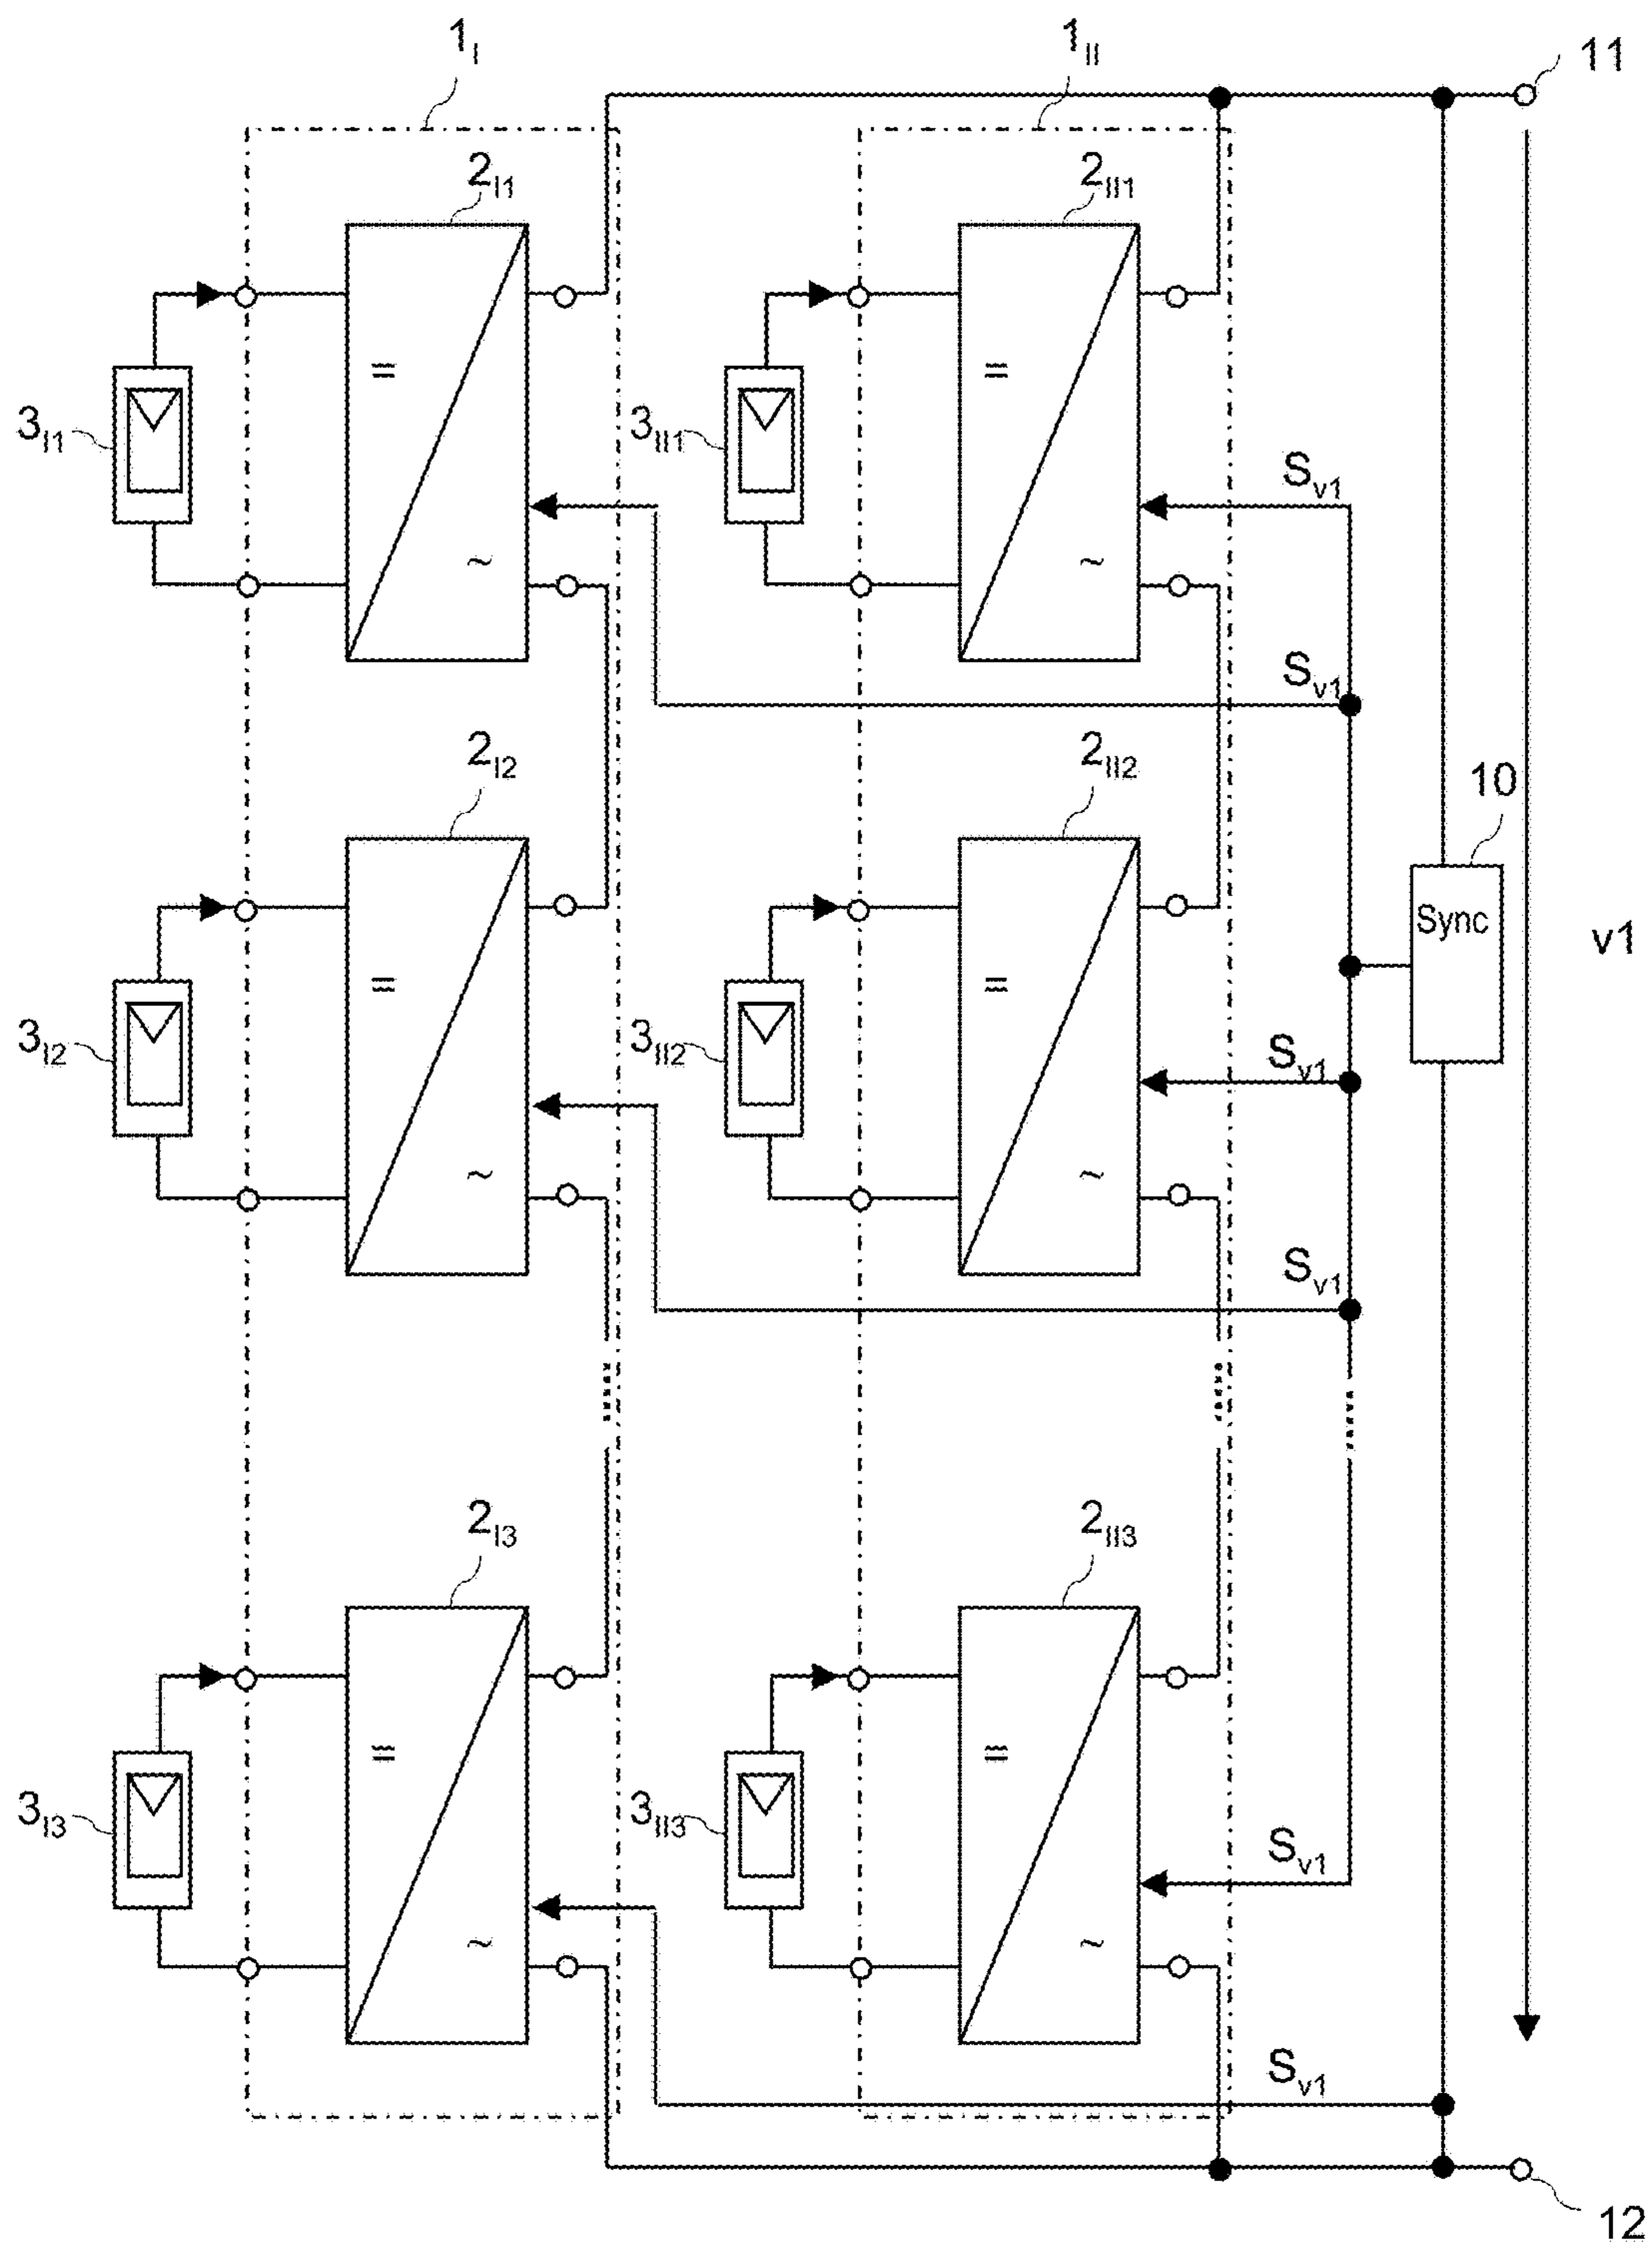 1I
1II
11
2I1
2II1
=
=
3I1
3II1
Sv1
~
~
Sv1
2I2
2II2
10
Sync
v1
=
=
3I2
3II2
Sv1
~
~
Sv1
2I3
2II3
=
=
3I3
3II3
Sv1
~
~
Sv1
12